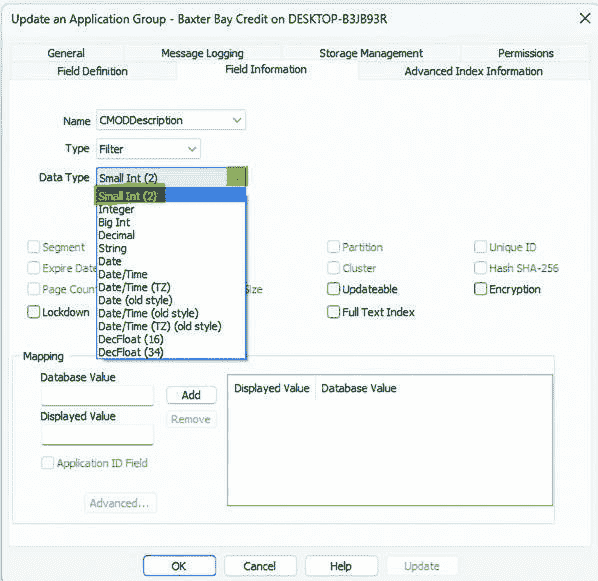 Update an Application Group - Baxter Bay Credit on DESKTOP-B3JB93R
General Message Logging Storage Management Permissions
Field Definition Field Information Advanced Index Information
Name CMODDescription
Type Filter
Data Type Small Int (2)
Small Int (2)
Integer
Big Int
Decimal
String
Date
Date/Time
Date/Time (TZ)
Date (old style)
Date/Time (old style)
Date/Time (TZ) (old style)
DecFloat (16)
DecFloat (34)
Segment Partition Unique ID
Expire Date Cluster Hash SHA-256
Page Count Size Updateable Encryption
Lockdown Full Text Index
Mapping
Database Value
Add
Displayed Value Database Value
Displayed Value
Remove
Application ID Field
Advanced...
OK Cancel Help Update